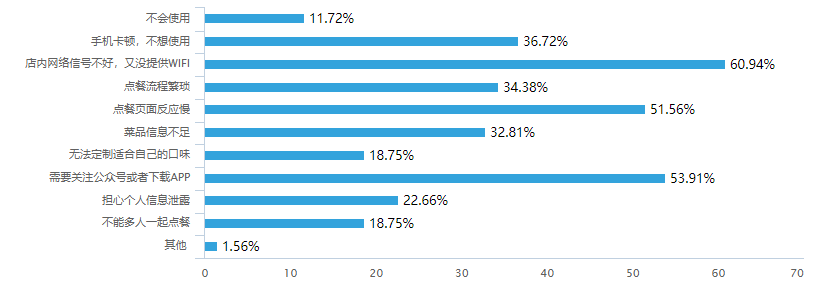 不会使用 11.72%
手机卡顿，不想使用 36.72%
店内网络信号不好，又没提供WIFI 60.94%
点餐流程繁琐 34.38%
点餐页面反应慢 51.56%
菜品信息不足 32.81%
无法定制适合自己的口味 18.75%
需要关注公众号或者下载APP 53.91%
担心个人信息泄露 22.66%
不能多人一起点餐 18.75%
其他 1.56%
0 10 20 30 40 50 60 70